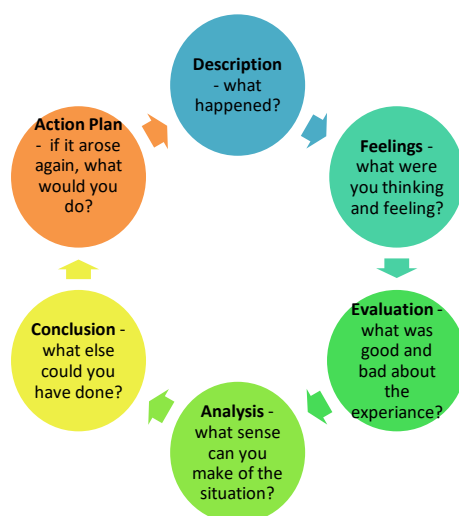 Description
- what
happened?
Feelings -
what were
you thinking
and feeling?
Evaluation -
what was
good and
bad about
the
experiance?
Analysis -
what sense
can you
make of the
situation?
Conclusion -
what else
could you
have done?
Action Plan
- if it arose
again, what
would you
do?